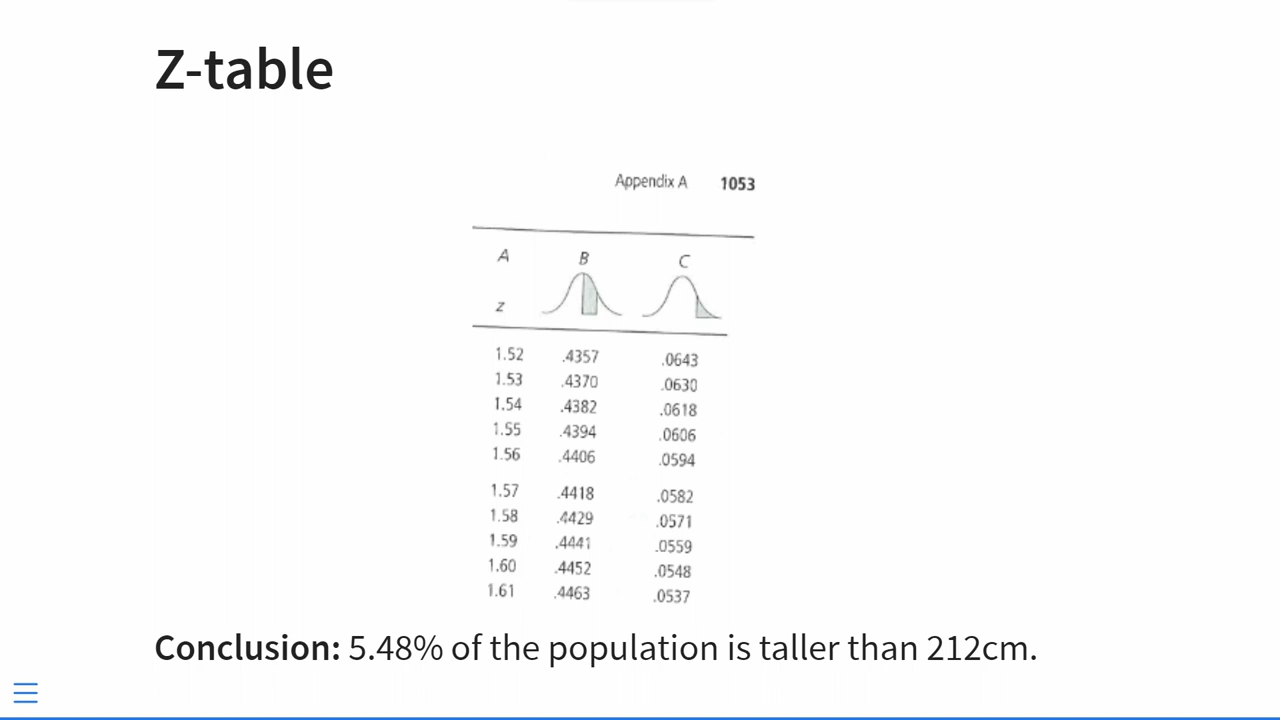 Z-table
Appendix A 1053
A B C
z
1.52 .4357 .0643
1.53 .4370 .0630
1.54 .4382 .0618
1.55 .4394 .0606
1.56 .4406 .0594
1.57 .4418 .0582
1.58 .4429 .0571
1.59 .4441 .0559
1.60 .4452 .0548
1.61 .4463 .0537
Conclusion: 5.48% of the population is taller than 212cm.